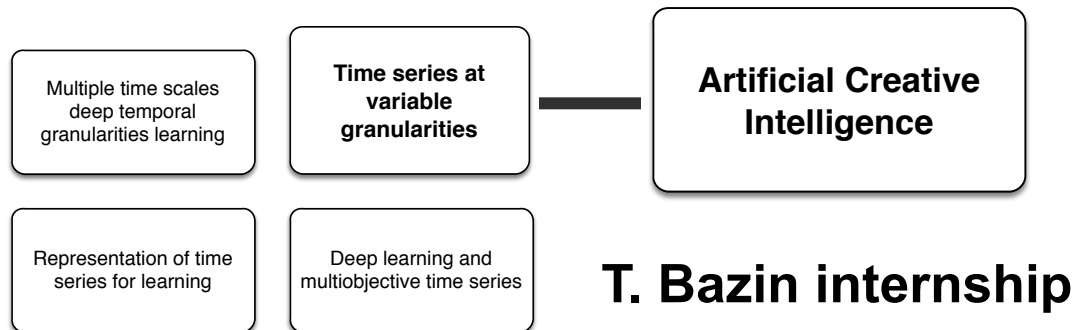 Multiple time scales
deep temporal
granularities learning
Time series at
variable
granularities
Artificial Creative
Intelligence
Representation of time
series for learning
Deep learning and
multiobjective time series
T. Bazin internship